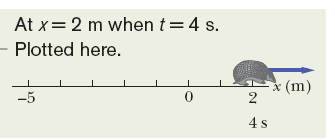 At x = 2 m when t = 4 s.
Plotted here.
x (m)
–5 0 2
4 s